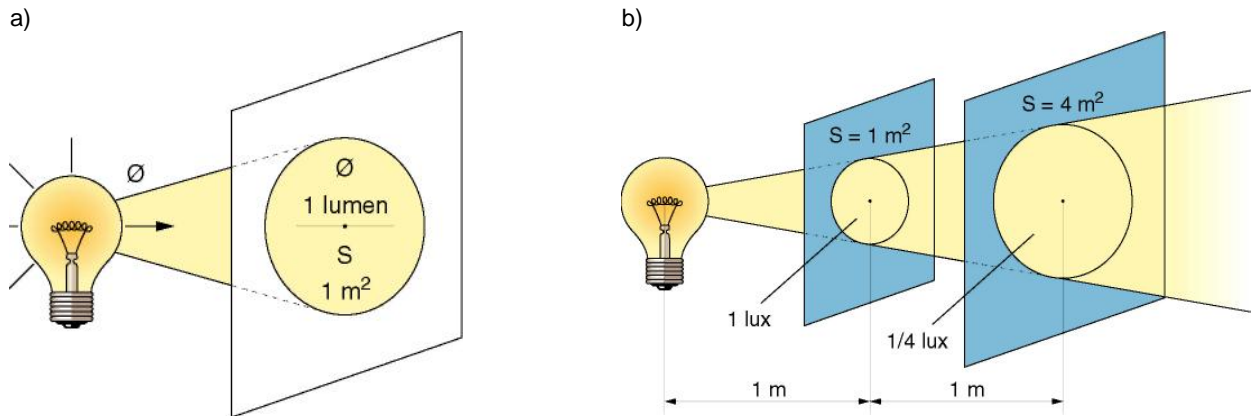 a)
Ø
Ø
1 lumen
S
1 m²
b)
S = 1 m²
S = 4 m²
1 lux
1/4 lux
1 m
1 m